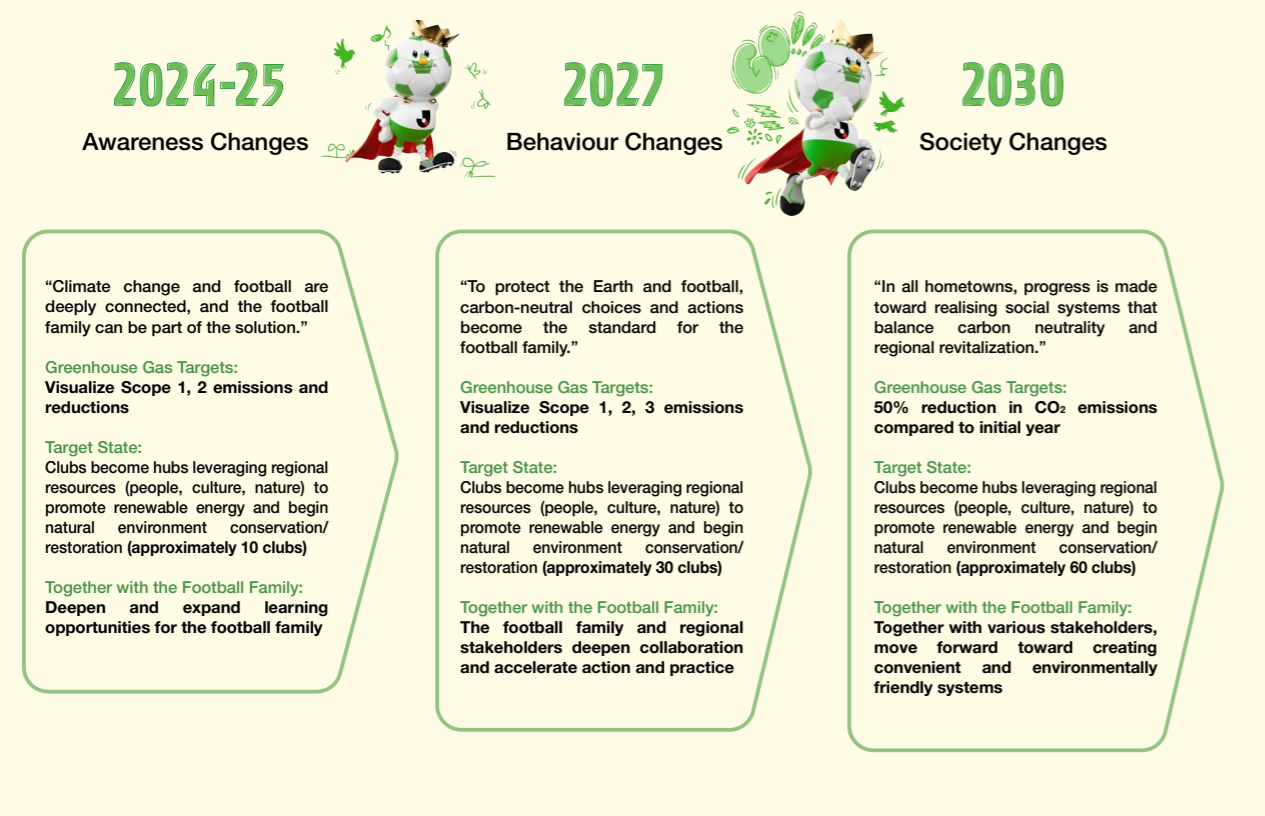 2024-25
Awareness Changes
“Climate change and football are
deeply connected, and the football
family can be part of the solution.”
Greenhouse Gas Targets:
Visualize Scope 1, 2 emissions and
reductions
Target State:
Clubs become hubs leveraging regional
resources (people, culture, nature) to
promote renewable energy and begin
natural environment conservation/
restoration (approximately 10 clubs)
Together with the Football Family:
Deepen and expand learning
opportunities for the football family
2027
Behaviour Changes
“To protect the Earth and football,
carbon-neutral choices and actions
become the standard for the
football family.”
Greenhouse Gas Targets:
Visualize Scope 1, 2, 3 emissions
and reductions
Target State:
Clubs become hubs leveraging regional
resources (people, culture, nature) to
promote renewable energy and begin
natural environment conservation/
restoration (approximately 30 clubs)
Together with the Football Family:
The football family and regional
stakeholders deepen collaboration
and accelerate action and practice
2030
Society Changes
“In all hometowns, progress is made
toward realising social systems that
balance carbon neutrality and
regional revitalization.”
Greenhouse Gas Targets:
50% reduction in CO₂ emissions
compared to initial year
Target State:
Clubs become hubs leveraging regional
resources (people, culture, nature) to
promote renewable energy and begin
natural environment conservation/
restoration (approximately 60 clubs)
Together with the Football Family:
Together with various stakeholders,
move forward toward creating
convenient and environmentally
friendly systems
J
J